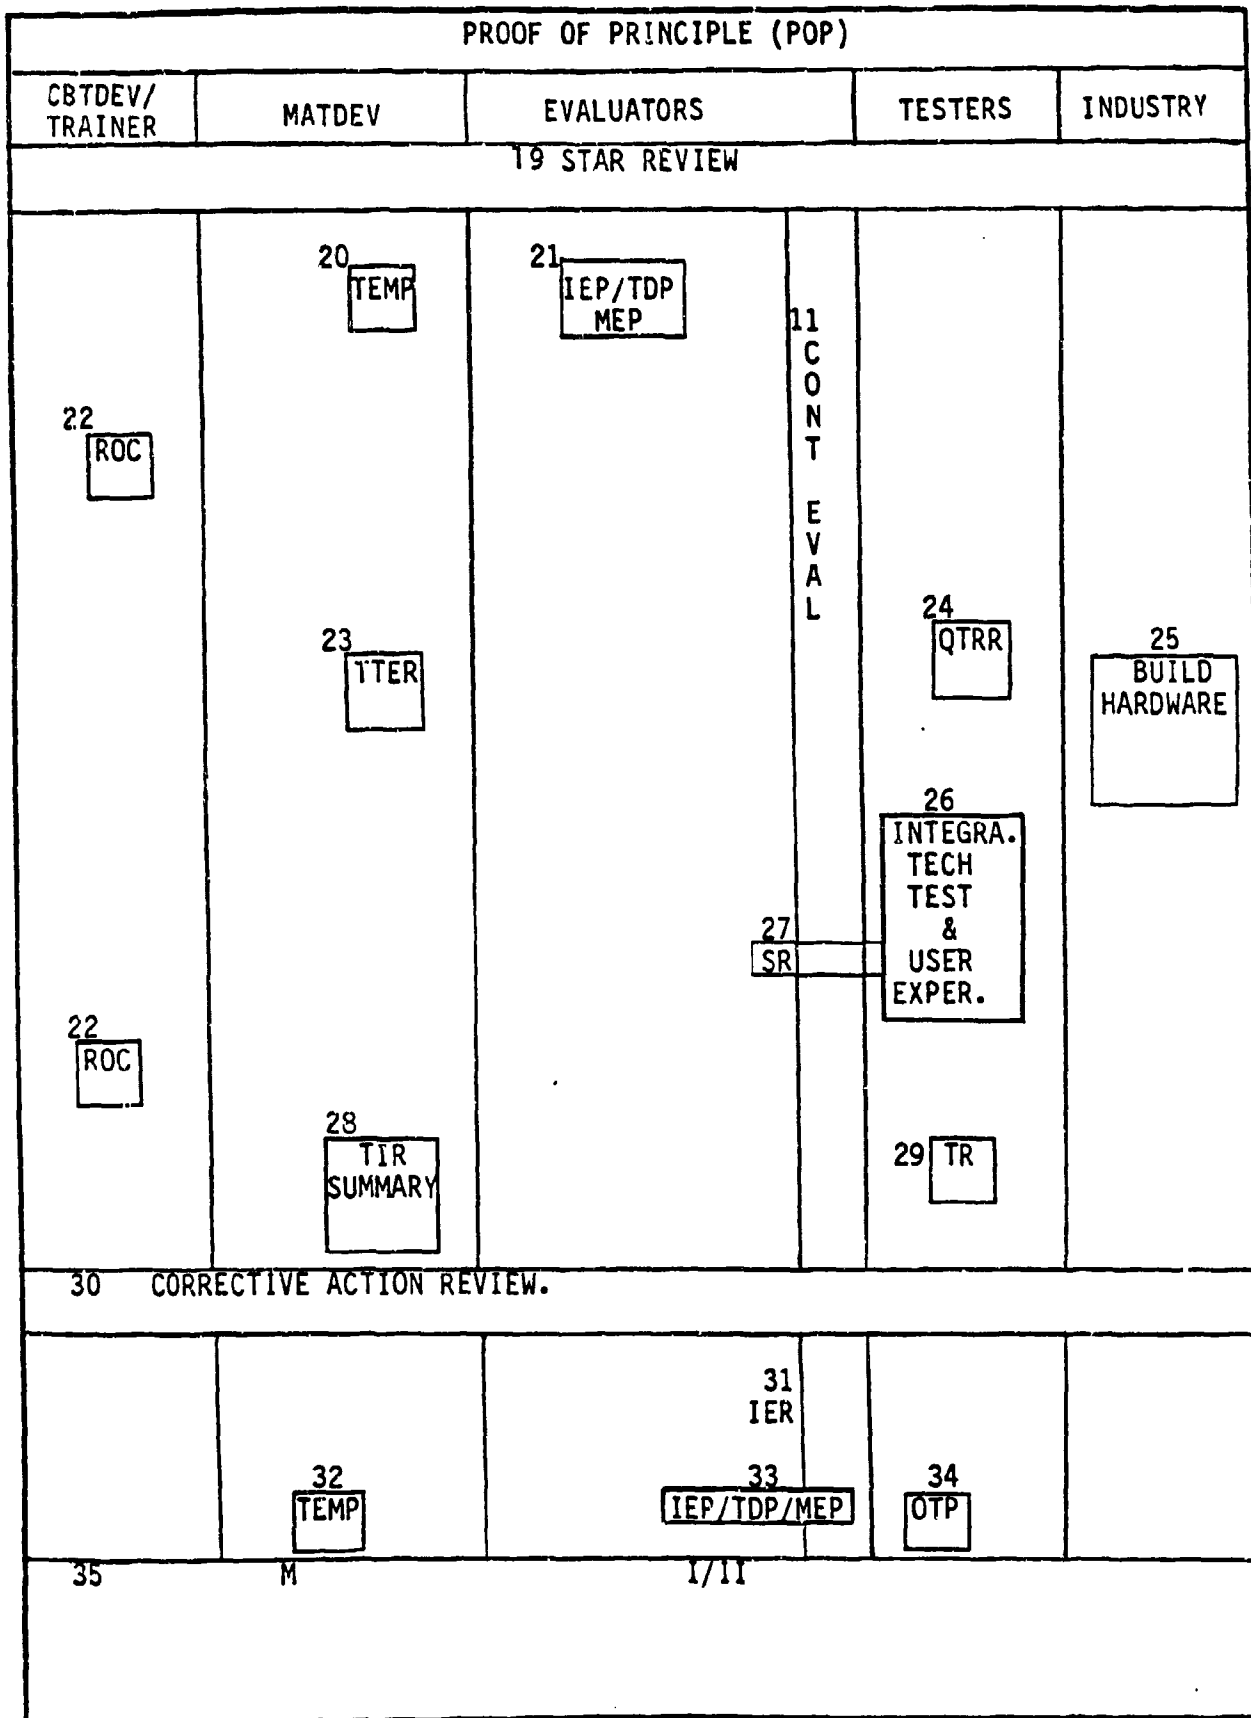 PROOF OF PRINCIPLE (POP)
CBTDEV/
TRAINER
MATDEV
EVALUATORS
TESTERS
INDUSTRY
19 STAR REVIEW
20
TEMP
21
IEP/TDP
MEP
11
C
O
N
T
E
V
A
L
22
ROC
23
TTER
24
QTRR
25
BUILD
HARDWARE
26
INTEGRA.
TECH
TEST
&
USER
EXPER.
27
SR
22
ROC
28
TIR
SUMMARY
29 TR
30 CORRECTIVE ACTION REVIEW.
31
IER
32
TEMP
33
IEP/TDP/MEP
34
OTP
35 M I/II